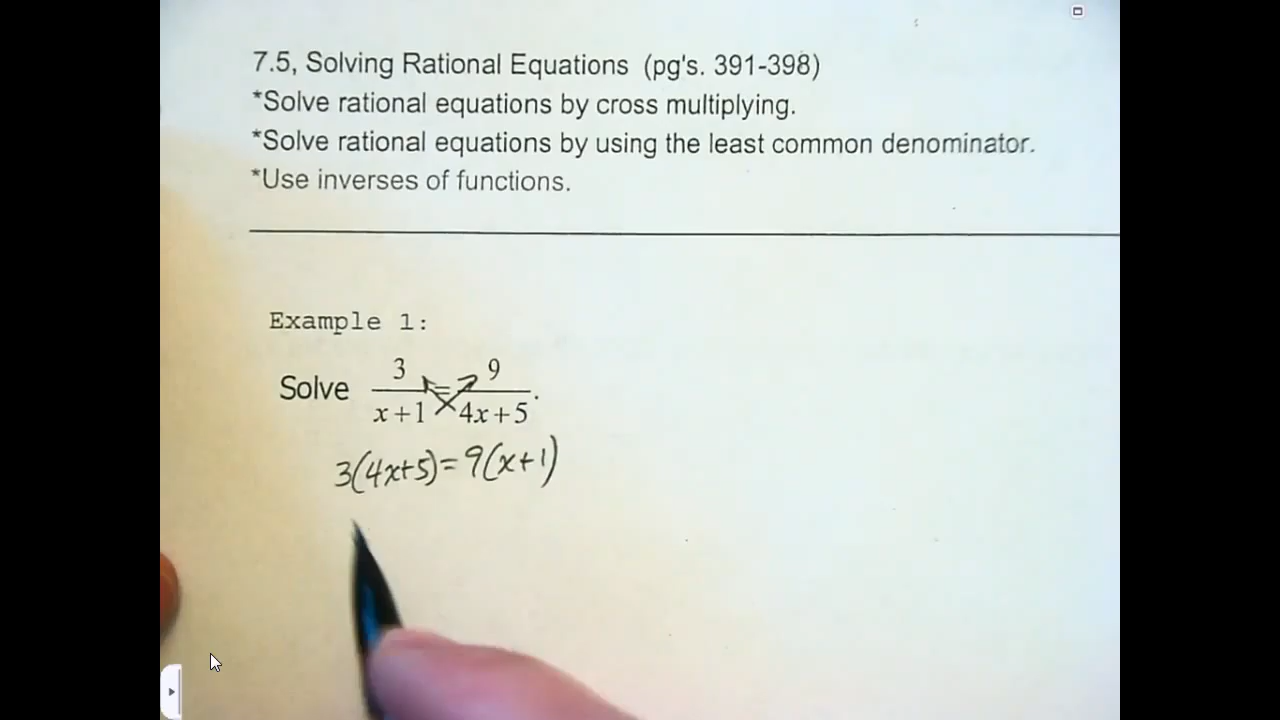 7.5, Solving Rational Equations (pg's. 391-398)
*Solve rational equations by cross multiplying.
*Solve rational equations by using the least common denominator.
*Use inverses of functions.
Example 1:
Solve 3/(x+1) = 9/(4x+5).
3(4x+5)=9(x+1)